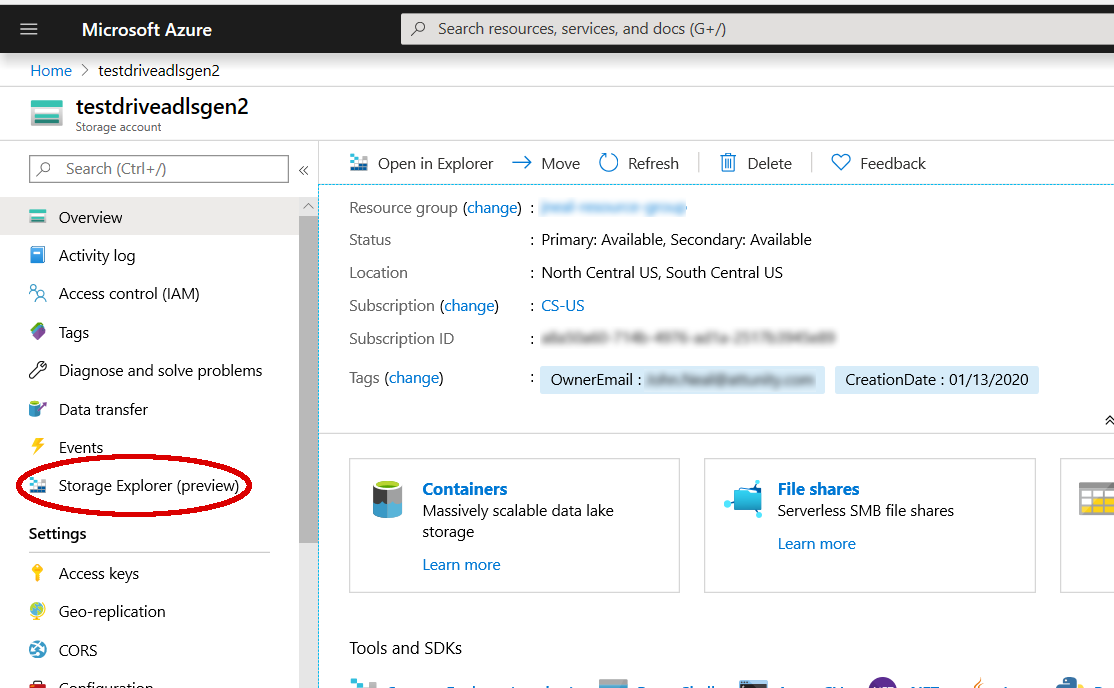 Microsoft Azure
Search resources, services, and docs (G+/)
Home > testdriveadlsgen2
testdriveadlsgen2
Storage account
Search (Ctrl+/)
«
Overview
Activity log
Access control (IAM)
Tags
Diagnose and solve problems
Data transfer
Events
Storage Explorer (preview)
Settings
Access keys
Geo-replication
CORS
Configuration
Open in Explorer
Move
Refresh
Delete
Feedback
Resource group (change) :
Status : Primary: Available, Secondary: Available
Location : North Central US, South Central US
Subscription (change) : CS-US
Subscription ID :
Tags (change) : OwnerEmail : CreationDate : 01/13/2020
Containers
Massively scalable data lake
storage
Learn more
File shares
Serverless SMB file shares
Learn more
Tools and SDKs